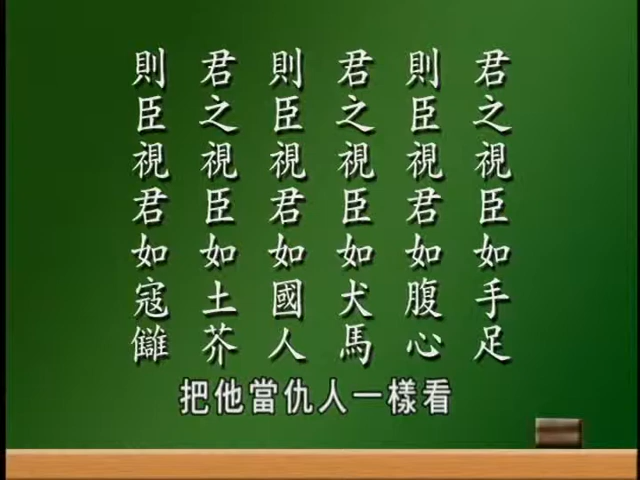 君之視臣如手足
則臣視君如腹心
君之視臣如犬馬
則臣視君如國人
君之視臣如土芥
則臣視君如寇讎
把他當仇人一樣看